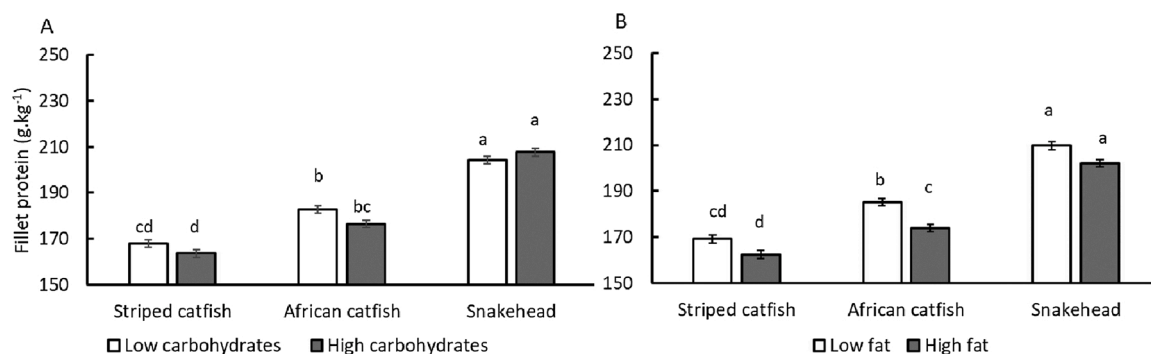 A
Fillet protein (g.kg⁻¹)
250
230
210
190
170
150
cd
d
b
bc
a
a
Striped catfish African catfish Snakehead
Low carbohydrates High carbohydrates
B
250
230
210
190
170
150
cd
d
b
c
a
a
Striped catfish African catfish Snakehead
Low fat High fat